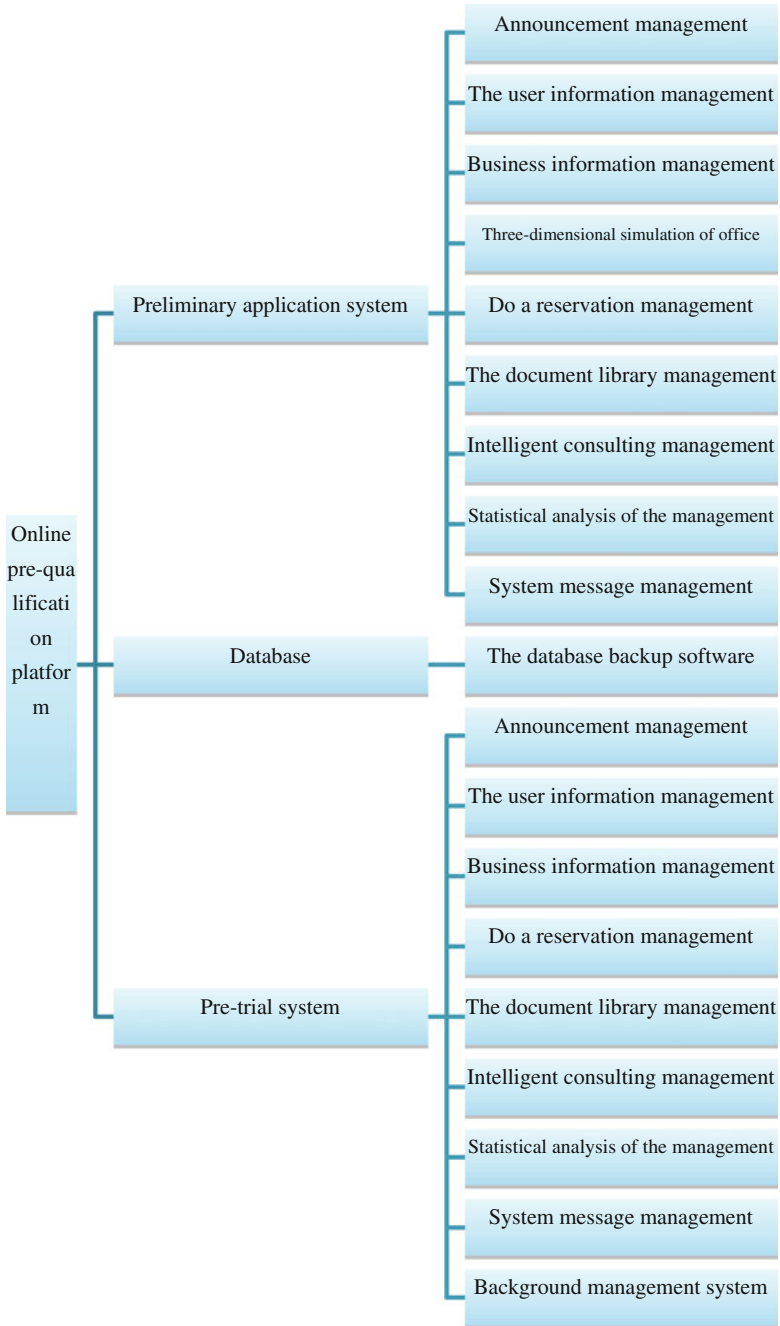 Announcement management
The user information management
Business information management
Three-dimensional simulation of office
Preliminary application system
Do a reservation management
The document library management
Intelligent consulting management
Statistical analysis of the management
System message management
Online
pre-qua
lificati
on
platfor
m
Database
The database backup software
Announcement management
The user information management
Business information management
Do a reservation management
Pre-trial system
The document library management
Intelligent consulting management
Statistical analysis of the management
System message management
Background management system